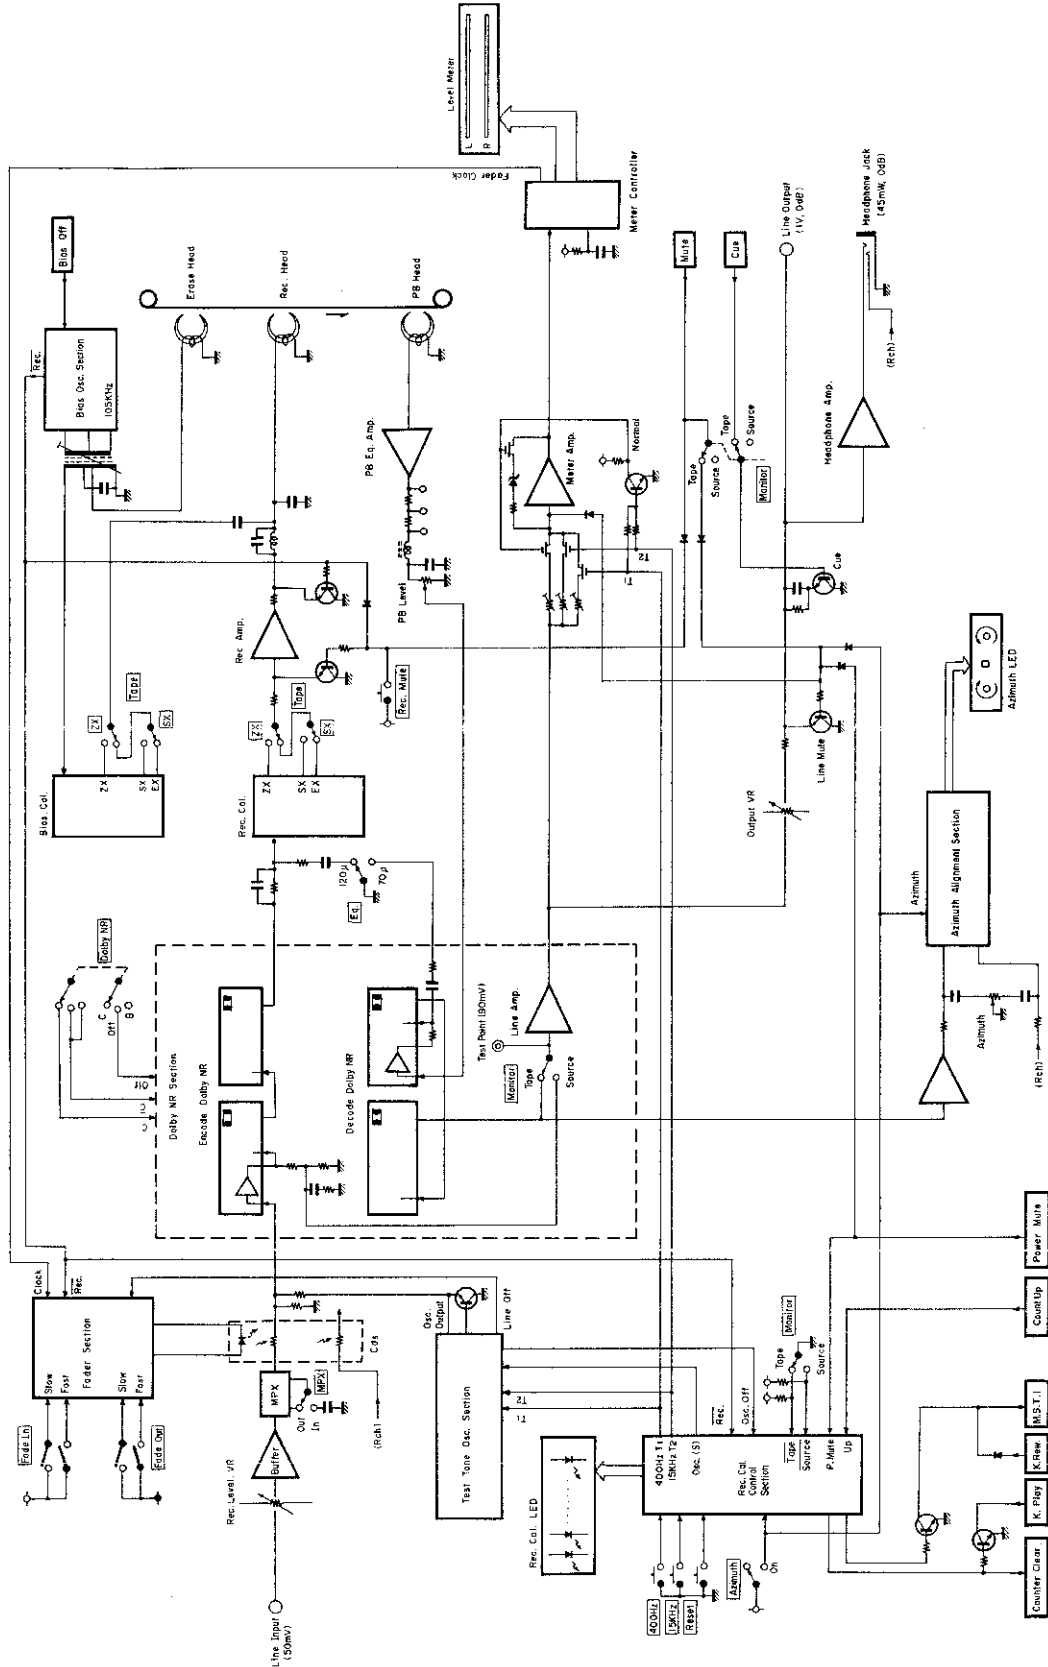 Level Meter
L
R
Fader Clock
Meter Controller
Bias Off
Rec.
Bias Osc. Section
105KHz
Erase Head
Rec. Head
PB Head
PB Eq. Amp.
PB Level
Rec Amp.
Rec. Mute
Bias. Cal.
ZX
SX
EX
ZX
Tape
SX
Rec. Cal.
ZX
SX
EX
ZX
Tape
SX
120µ
70µ
Eq.
Meter Amp.
Normal
T1
T2
Mute
Cue
Tape
Source
Tape
Source
Monitor
Cue
Line Output
(1V, 0dB)
Headphone Amp.
Headphone Jack
(45mW, 0dB)
(Rch)
Line Mute
Output VR
Azimuth
Azimuth Alignment Section
Azimuth LED
Azimuth
(Rch)
Dolby NR
C
Off
B
Off
C
Dolby NR Section
Encode Dolby NR
Decode Dolby NR
Test Point (90mV)
Line Amp.
Monitor
Tape
Source
Clock
Rec.
Slow
Fast
Fader Section
Slow
Fast
Fade In
Fade Out
Cds
MPX
MPX
Out
In
(Rch)
Buffer
Rec. Level. VR
Line Input
(50mV)
Osc.
Output
Line Off
Test Tone Osc. Section
T1
T2
Rec. Cal. LED
400Hz T1
15KHz T2
Osc. (S)
Rec. Cal.
Control
Section
Rec.
Osc. Off
Tape
Source
P.Mute
Up
Tape
Source
Monitor
400Hz
15KHz
Reset
Azimuth
On
Counter Clear
K. Play
K.Rew.
M.S.T.I
Count Up
Power Mute